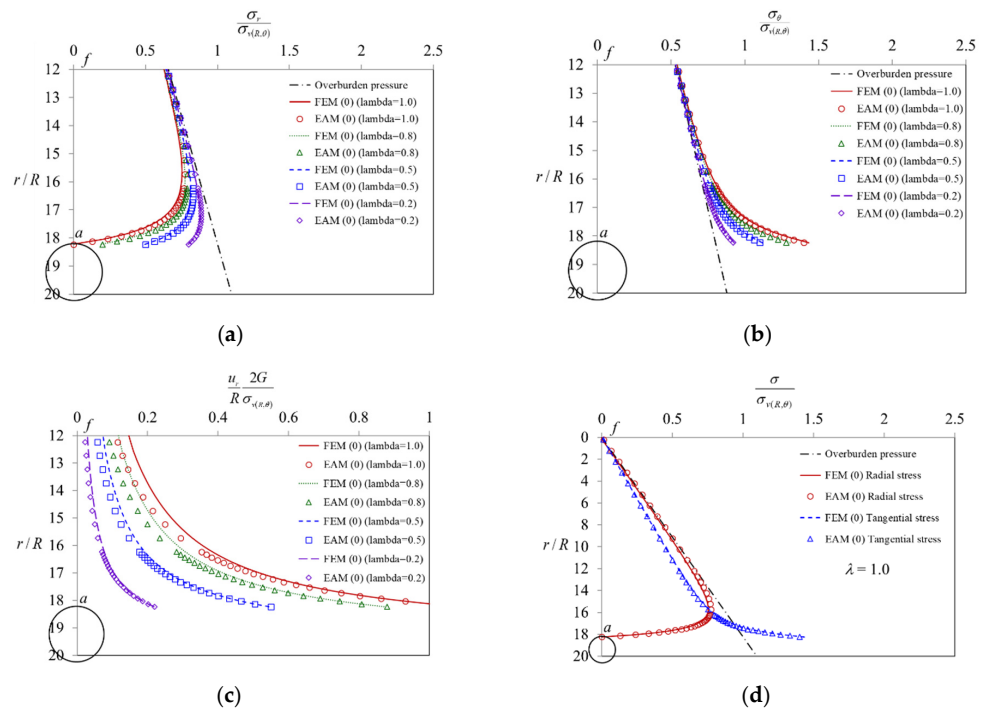 σr / σv(R,θ)
0 f 0.5 1 1.5 2 2.5
12
13
14
15
r / R 16
17
18
19
20
a
Overburden pressure
FEM (0) (lambda=1.0)
EAM (0) (lambda−1.0)
FEM (0) (lambda−0.8)
EAM (0) (lambda=0.8)
FEM (0) (lambda=0.5)
EAM (0) (lambda=0.5)
FEM (0) (lambda=0.2)
EAM (0) (lambda−0.2)
(a)
σθ / σv(R,θ)
0 f 0.5 1 1.5 2 2.5
12
13
14
15
r / R 16
17
18
19
20
a
Overburden pressure
FEM (0) (lambda−1.0)
EAM (0) (lambda=1.0)
FEM (0) (lambda=0.8)
EAM (0) (lambda−0.8)
FEM (0) (lambda=0.5)
EAM (0) (lambda=0.5)
FEM (0) (lambda=0.2)
EAM (0) (lambda=0.2)
(b)
ur / R 2G / σv(R,θ)
0 f 0.2 0.4 0.6 0.8 1
12
13
14
15
r / R 16
17
18
19
20
a
FEM (0) (lambda=1.0)
EAM (0) (lambda=1.0)
FEM (0) (lambda−0.8)
EAM (0) (lambda=0.8)
FEM (0) (lambda=0.5)
EAM (0) (lambda=0.5)
FEM (0) (lambda−0.2)
EAM (0) (lambda=0.2)
(c)
σ / σv(R,θ)
0 f 0.5 1 1.5 2 2.5
0
2
4
6
8
r / R 10
12
14
16
18
20
a
Overburden pressure
FEM (0) Radial stress
EAM (0) Radial stress
FEM (0) Tangential stress
EAM (0) Tangential stress
λ = 1.0
(d)